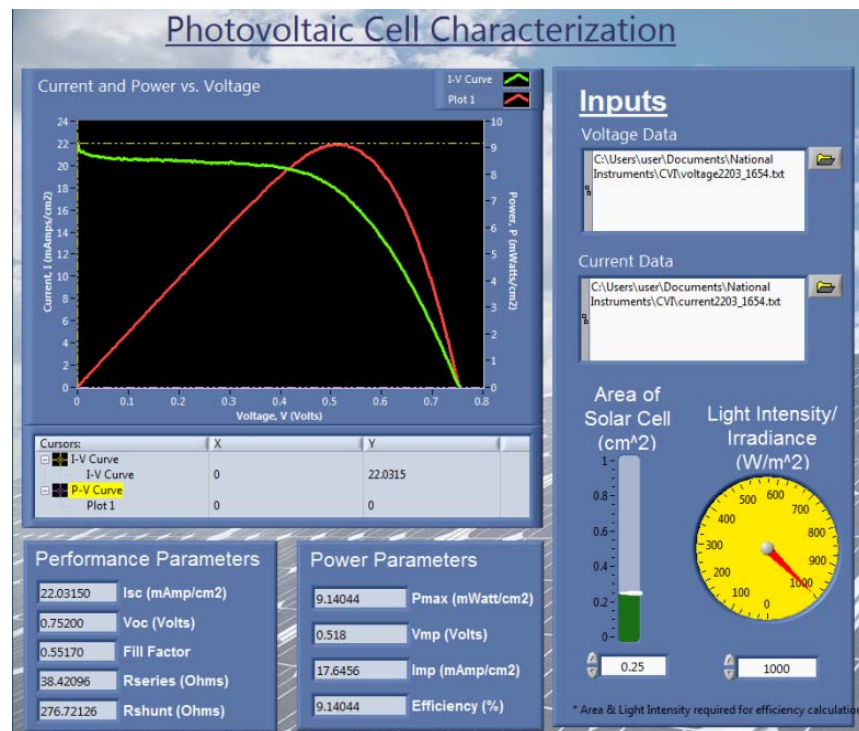 Photovoltaic Cell Characterization
Current and Power vs. Voltage
I-V Curve
Plot 1
24
22
20
18
16
14
12
10
8
6
4
2
0
Current, I (mAmps/cm2)
10
9
8
7
6
5
4
3
2
1
0
Power, P (mWatts/cm2)
0 0.1 0.2 0.3 0.4 0.5 0.6 0.7 0.8
Voltage, V (Volts)
Cursors: X Y
I-V Curve
I-V Curve 0 22.0315
P-V Curve
Plot 1 0 0
Performance Parameters
22.03150 Isc (mAmp/cm2)
0.75200 Voc (Volts)
0.55170 Fill Factor
38.42096 Rseries (Ohms)
276.72126 Rshunt (Ohms)
Power Parameters
9.14044 Pmax (mWatt/cm2)
0.518 Vmp (Volts)
17.6456 Imp (mAmp/cm2)
9.14044 Efficiency (%)
Inputs
Voltage Data
C:\Users\user\Documents\National
Instruments\CVI\voltage2203_1654.txt
Current Data
C:\Users\user\Documents\National
Instruments\CVI\current2203_1654.txt
Area of
Solar Cell
(cm^2)
1
0.8
0.6
0.4
0.2
0
0.25
Light Intensity/
Irradiance
(W/m^2)
0 100 200 300 400 500 600 700 800 900 1000
1000
* Area & Light Intensity required for efficiency calculation